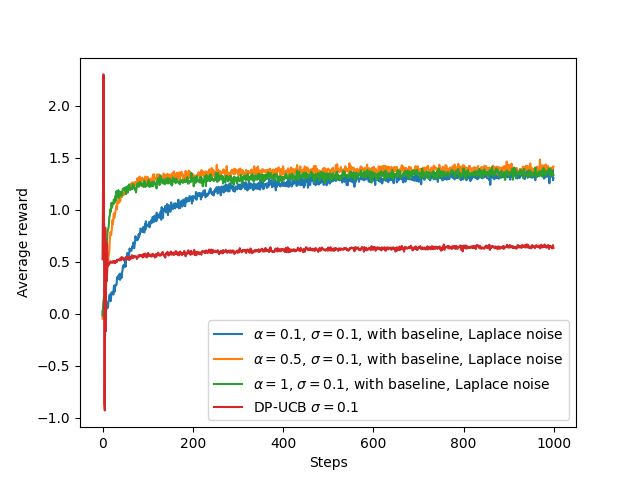 2.0
1.5
1.0
0.5
0.0
−0.5
−1.0
Average reward
0
200
400
600
800
1000
Steps
α = 0.1, σ = 0.1, with baseline, Laplace noise
α = 0.5, σ = 0.1, with baseline, Laplace noise
α = 1, σ = 0.1, with baseline, Laplace noise
DP-UCB σ = 0.1